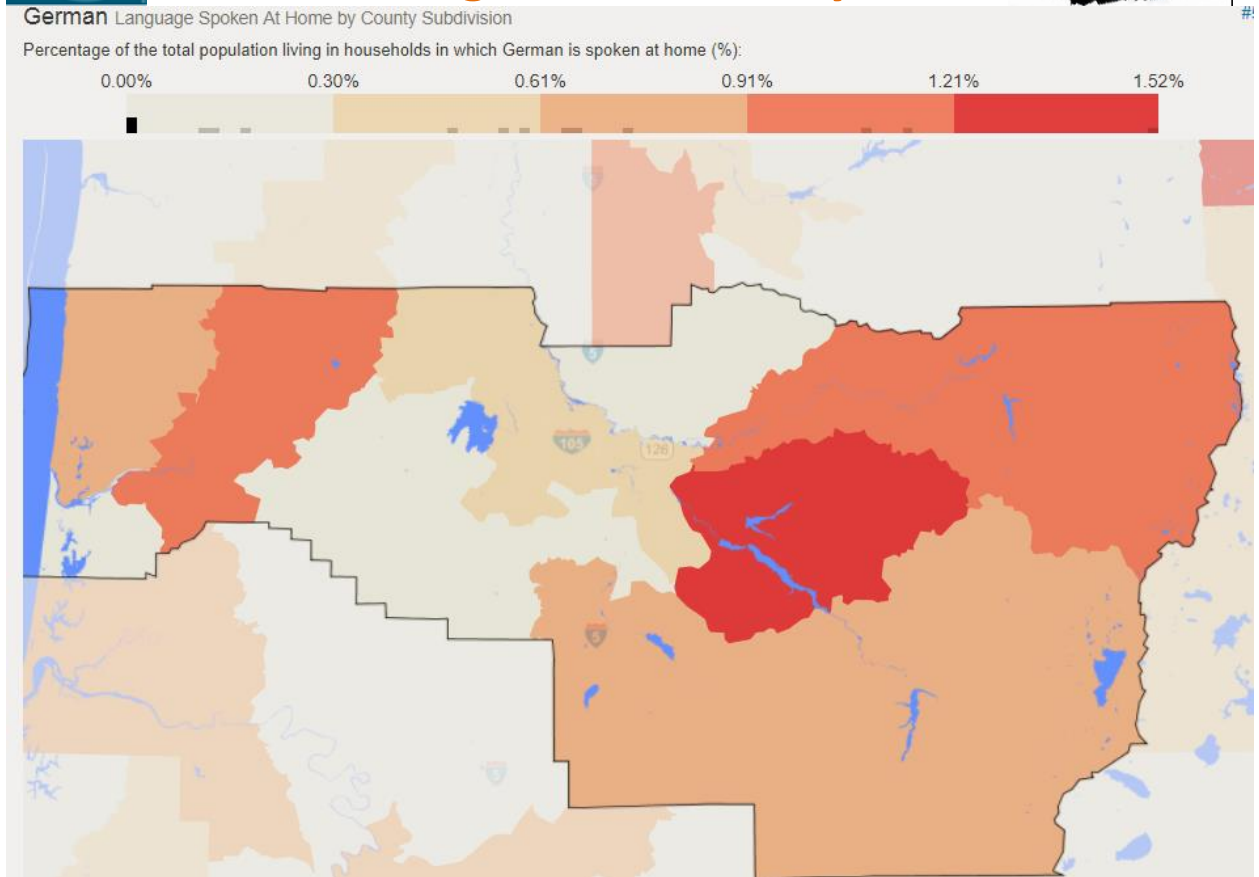 German Language Spoken At Home by County Subdivision
Percentage of the total population living in households in which German is spoken at home (%):
0.00% 0.30% 0.61% 0.91% 1.21% 1.52%
5
5
105
126
5
5